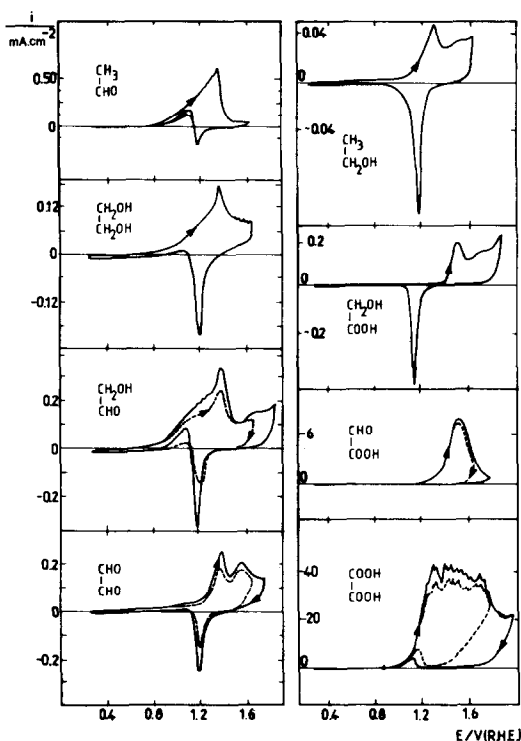 i
mA.cm⁻²
0.50
0
CH₃
CHO
0.12
0
-0.12
CH₂OH
CH₂OH
0.2
0
-0.2
CH₂OH
CHO
0.2
0
-0.2
CHO
CHO
0.4 0.8 1.2 1.6
0.04
0
-0.04
CH₃
CH₂OH
0.2
0
-0.2
CH₂OH
COOH
6
0
CHO
COOH
40
20
0
COOH
COOH
0.4 0.8 1.2 1.6
E/V(R.H.E.)